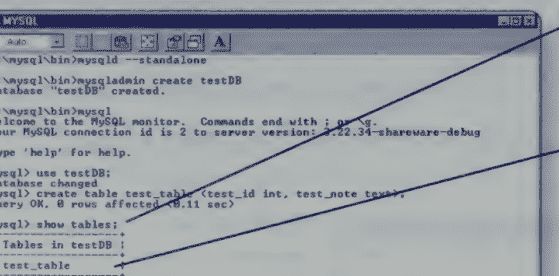 MYSQL
Auto
\mysql\bin>mysqld --standalone
\mysql\bin>mysqladmin create testDB
atabase "testDB" created.
\mysql\bin>mysql
elcome to the MySQL monitor. Commands end with ; or \g.
our MySQL connection id is 2 to server version: 3.22.34-shareware-debug
ype 'help' for help.
ysql> use testDB;
atabase changed
ysql> create table test_table (test_id int, test_note text);
uery OK, 0 rows affected (0.11 sec)
ysql> show tables;
Tables in testDB |
test_table